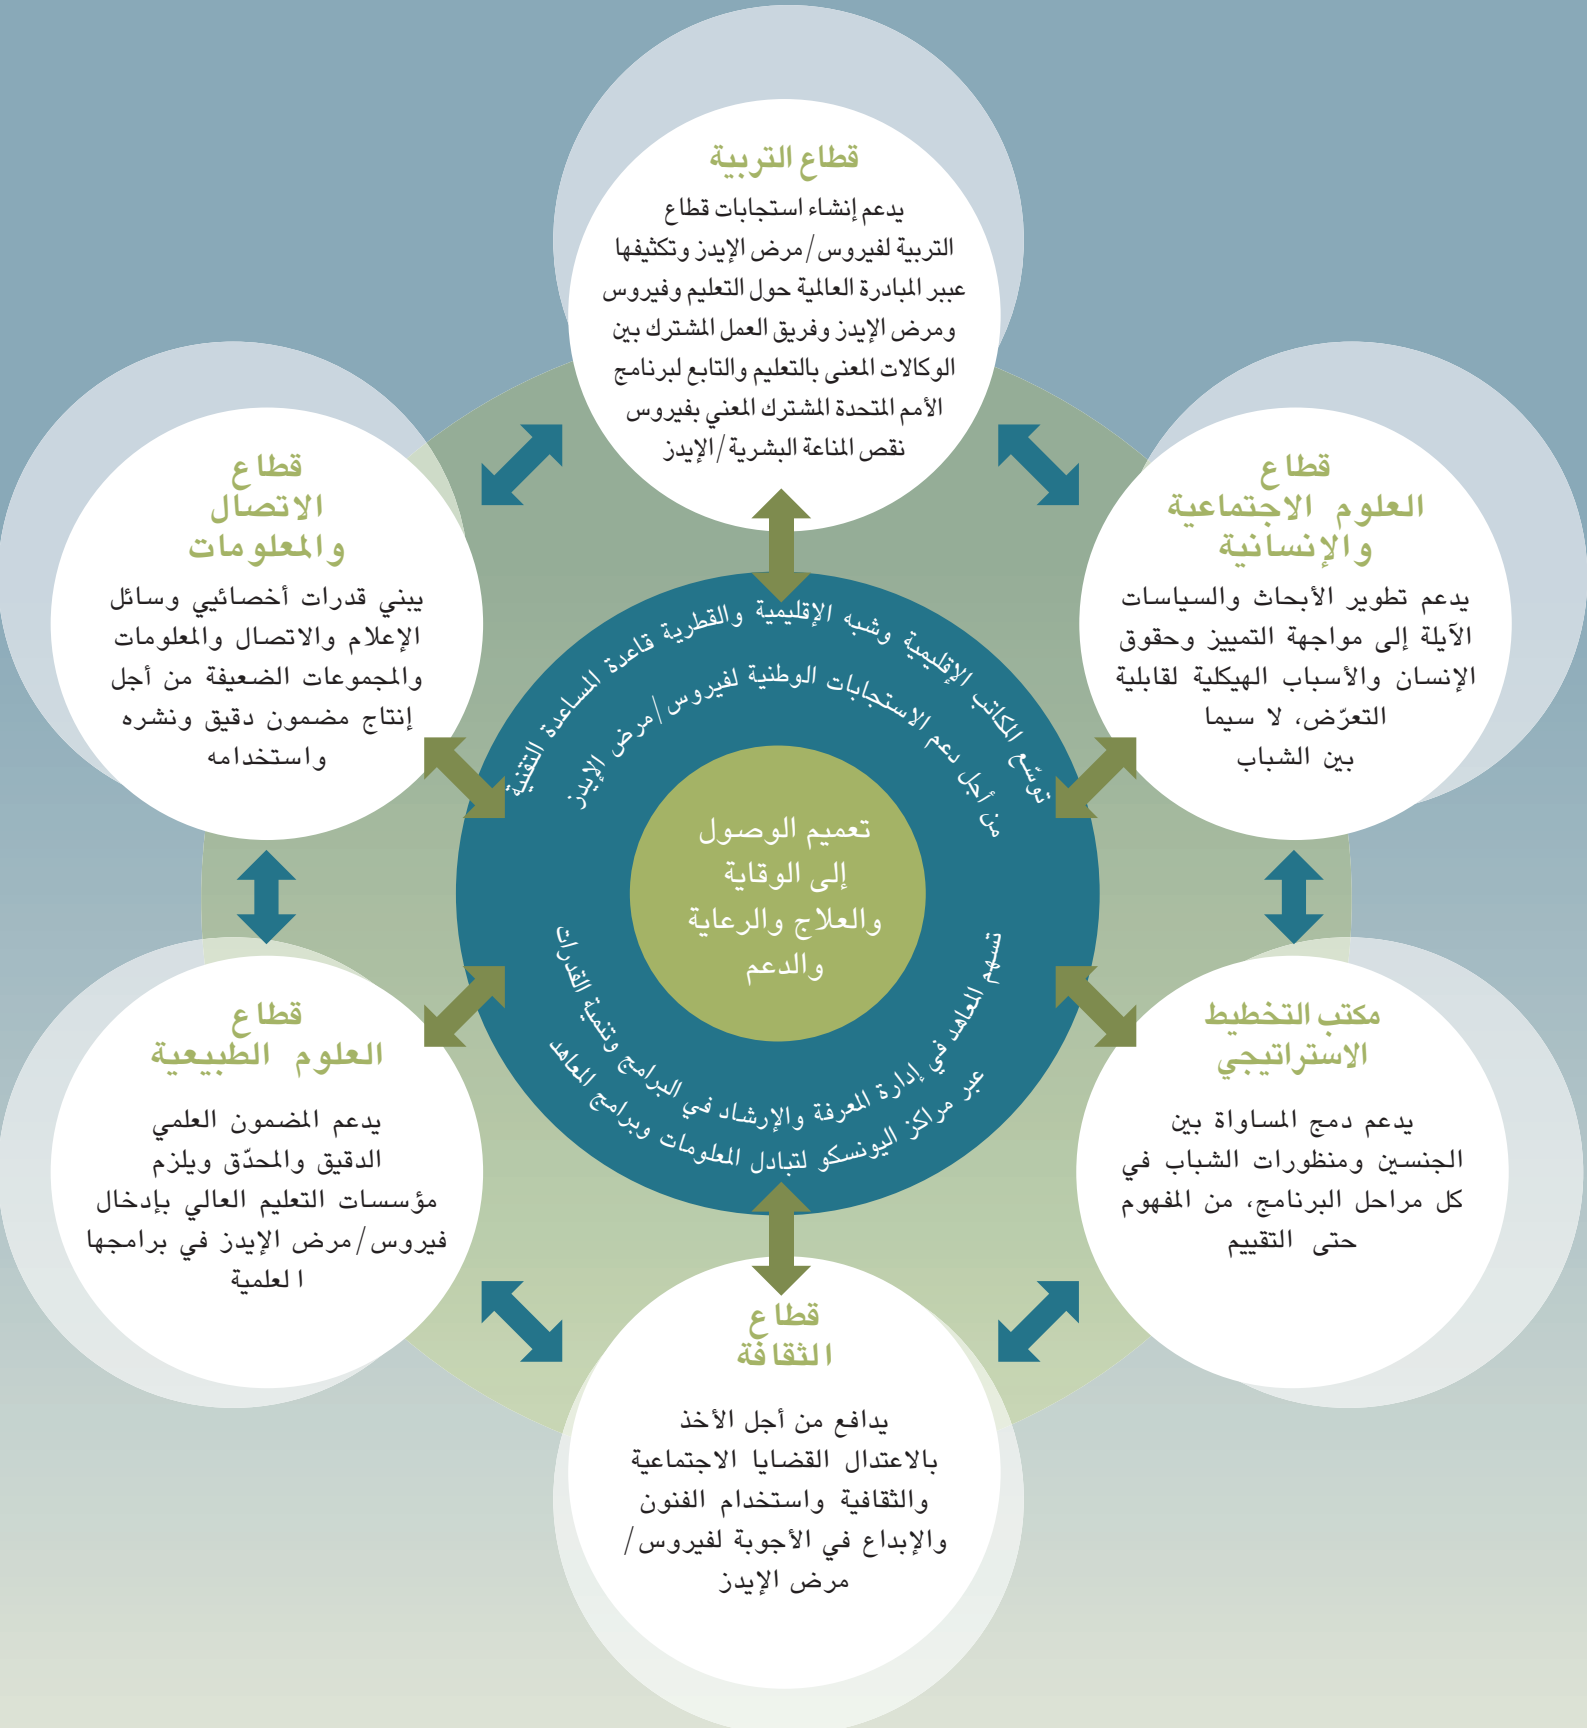 قطاع التربية
يدعم إنشاء استجابات قطاع
التربية لفيروس/مرض الإيدز وتكثيفها
عبير المبادرة العالمية حول التعليم وفيروس
ومرض الإيدز وفريق العمل المشترك بين
الوكالات المعنى بالتعليم والتابع لبرنامج
الأمم المتحدة المشترك المعني بفيروس
نقص المناعة البشرية/الإيدز
قطاع
العلوم الاجتماعية
والإنسانية
يدعم تطوير الأبحاث والسياسات
الآيلة إلى مواجهة التمييز وحقوق
الإنسان والأسباب الهيكلية لقابلية
التعرّض، لا سيما
بين الشباب
قطاع
الاتصال
والمعلومات
يبني قدرات أخصائيي وسائل
الإعلام والاتصال والمعلومات
والمجموعات الضعيفة من أجل
إنتاج مضمون دقيق ونشره
واستخدامه
توسّع المكاتب الإقليمية وشبه الإقليمية والقطرية قاعدة المساعدة التقنية
من أجل دعم الاستجابات الوطنية لفيروس/مرض الإيدز
تعميم الوصول
إلى الوقاية
والعلاج والرعاية
والدعم
تسهم المعاهد في إدارة المعرفة والإرشاد في البرامج وتنمية القدرات
عبر مراكز اليونسكو لتبادل المعلومات وبرامج المعاهد
مكتب التخطيط
الاستراتيجي
يدعم دمج المساواة بين
الجنسين ومنظورات الشباب في
كل مراحل البرنامج، من المفهوم
حتى التقييم
قطاع
العلوم الطبيعية
يدعم المضمون العلمي
الدقيق والمحدّق ويلزم
مؤسسات التعليم العالي بإدخال
فيروس/مرض الإيدز في برامجها
العلمية
قطاع
الثقافة
يدافع من أجل الأخذ
بالاعتدال القضايا الاجتماعية
والثقافية واستخدام الفنون
والإبداع في الأجوبة لفيروس/
مرض الإيدز